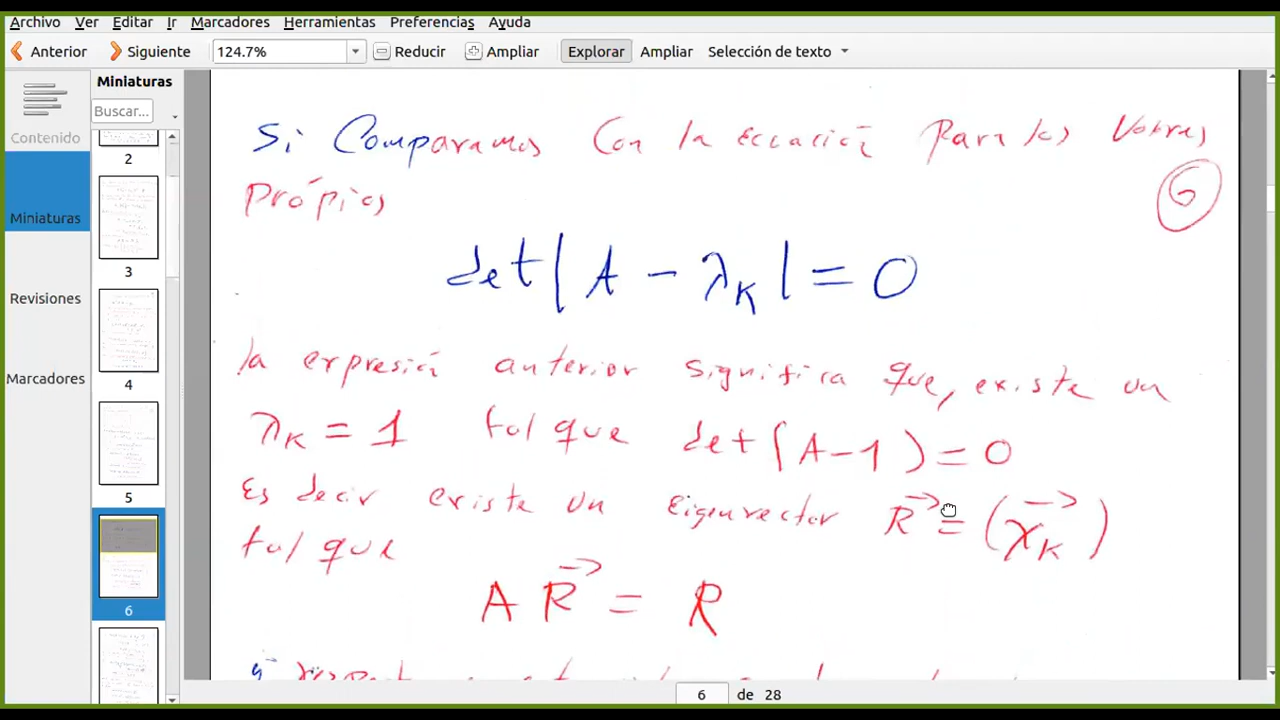 Archivo Ver Editar Ir Marcadores Herramientas Preferencias Ayuda
Anterior Siguiente 124.7% Reducir Ampliar Explorar Ampliar Selección de texto
Contenido
Miniaturas
Revisiones
Marcadores
Miniaturas
Buscar...
2
3
4
5
6
Si Comparamos Con la ecuación Para los Valores
Própios
6
det|A - λK| = 0
la expresión anterior significa que, existe un
λK = 1 tal que det(A-1) = 0
Es decir existe un eigenvector R⃗ = (x⃗K)
tal que
A R⃗ = R
6 de 28